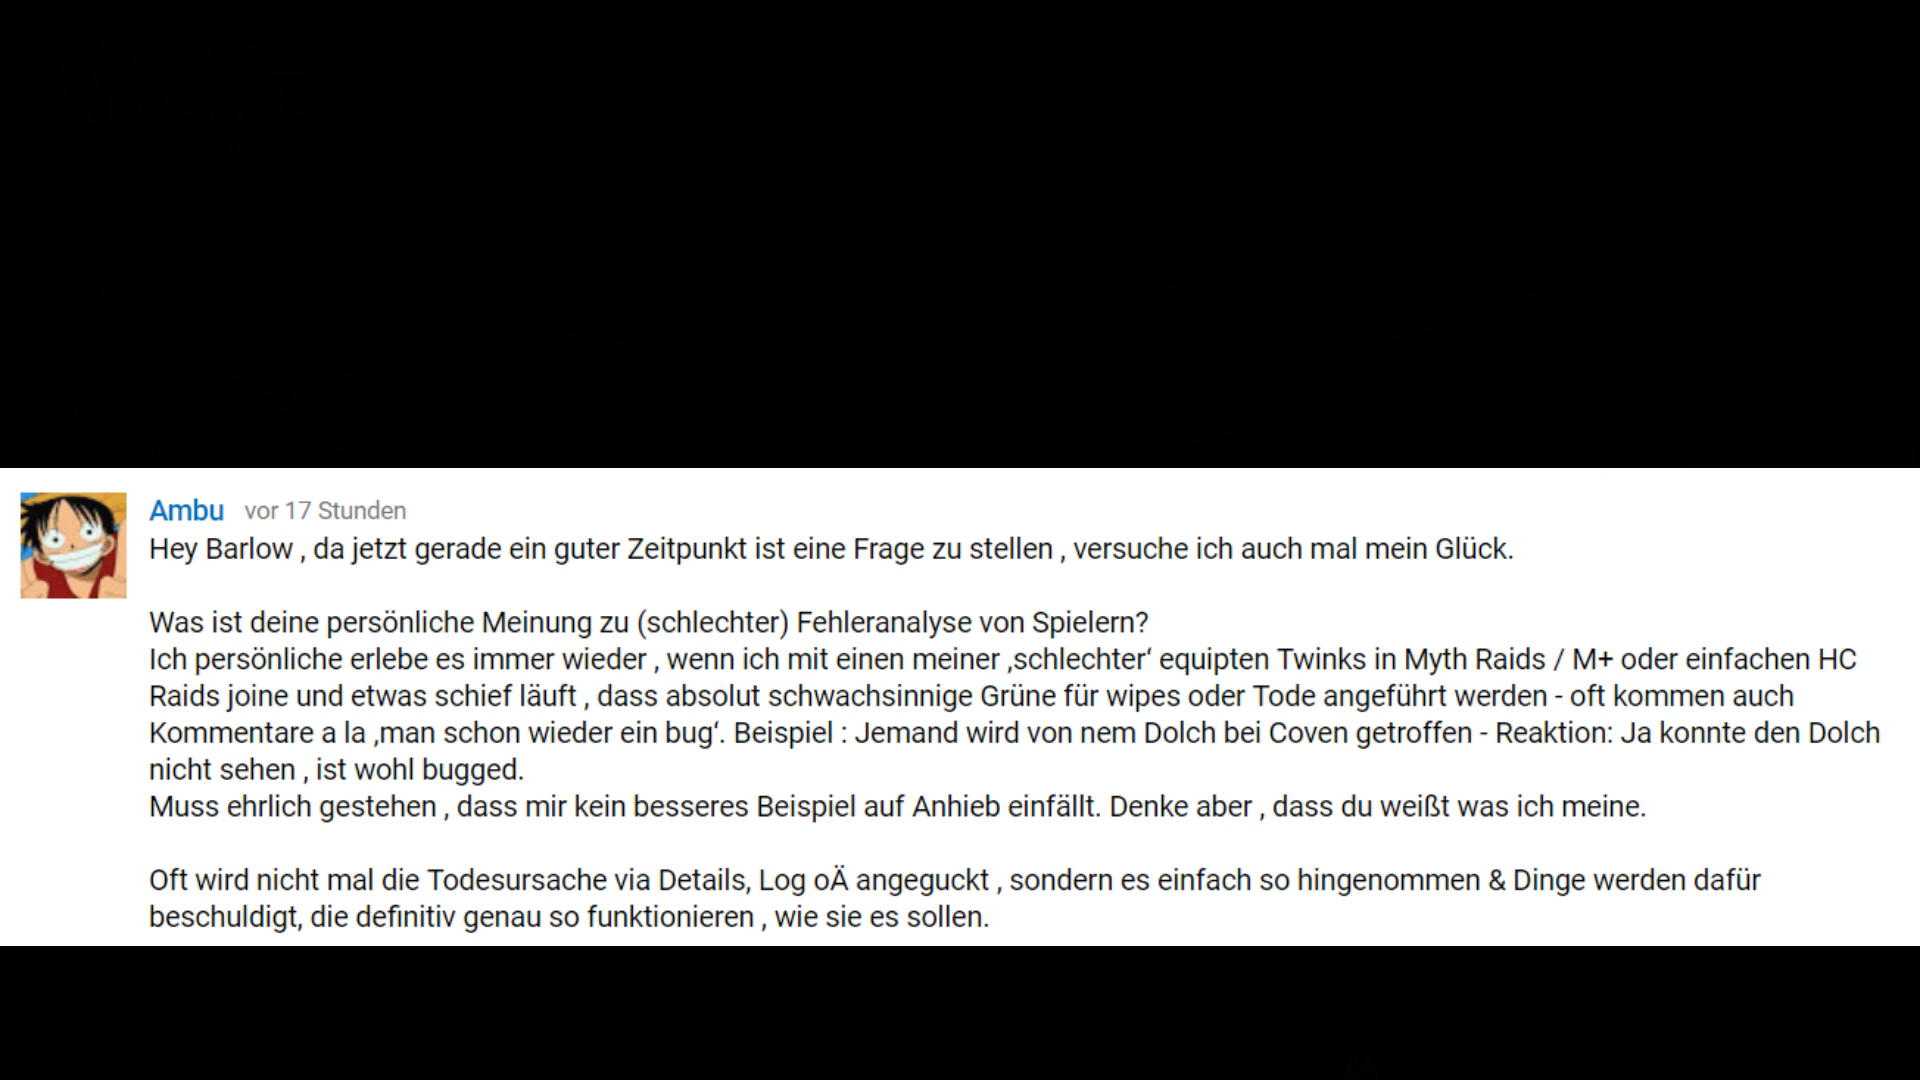 Ambu vor 17 Stunden
Hey Barlow , da jetzt gerade ein guter Zeitpunkt ist eine Frage zu stellen , versuche ich auch mal mein Glück.
Was ist deine persönliche Meinung zu (schlechter) Fehleranalyse von Spielern?
Ich persönliche erlebe es immer wieder , wenn ich mit einen meiner ‚schlechter‘ equipten Twinks in Myth Raids / M+ oder einfachen HC
Raids joine und etwas schief läuft , dass absolut schwachsinnige Grüne für wipes oder Tode angeführt werden - oft kommen auch
Kommentare a la ‚man schon wieder ein bug‘. Beispiel : Jemand wird von nem Dolch bei Coven getroffen - Reaktion: Ja konnte den Dolch
nicht sehen , ist wohl bugged.
Muss ehrlich gestehen , dass mir kein besseres Beispiel auf Anhieb einfällt. Denke aber , dass du weißt was ich meine.
Oft wird nicht mal die Todesursache via Details, Log oÄ angeguckt , sondern es einfach so hingenommen & Dinge werden dafür
beschuldigt, die definitiv genau so funktionieren , wie sie es sollen.